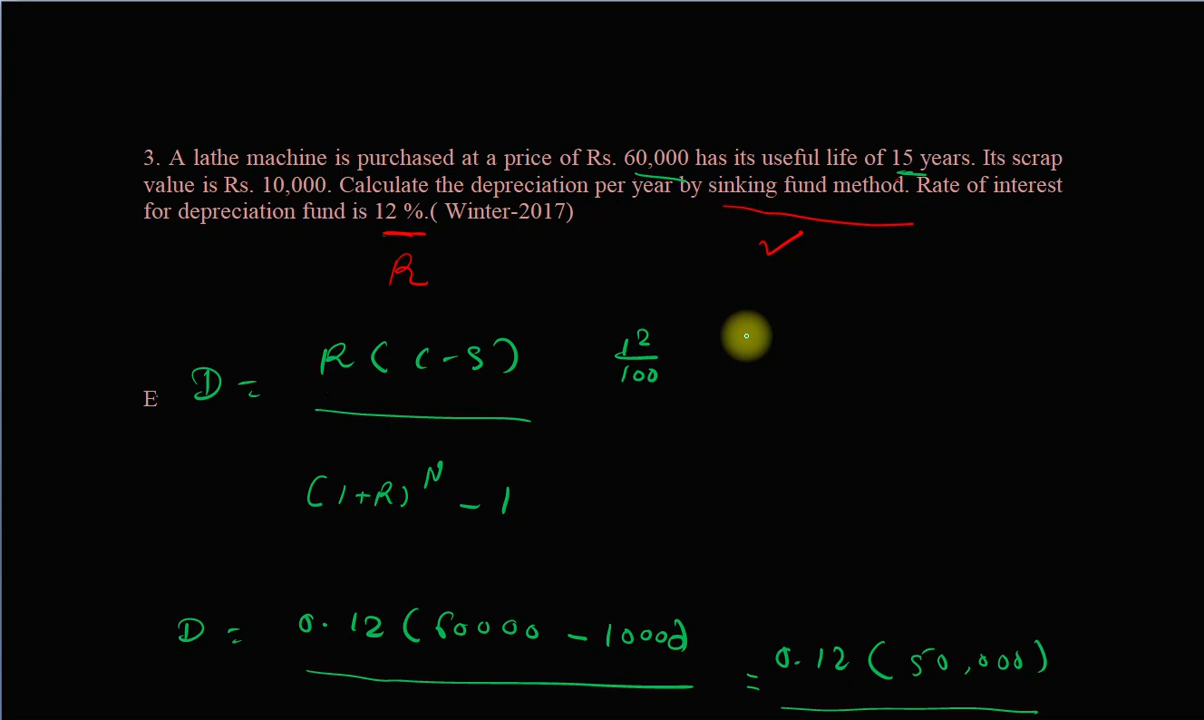 3. A lathe machine is purchased at a price of Rs. 60,000 has its useful life of 15 years. Its scrap
value is Rs. 10,000. Calculate the depreciation per year by sinking fund method. Rate of interest
for depreciation fund is 12 %.( Winter-2017)
R
E D = R ( C - S )
12
100
(1+R)^N - 1
D = 0.12 ( 60000 - 10000) = 0.12 ( 50,000)